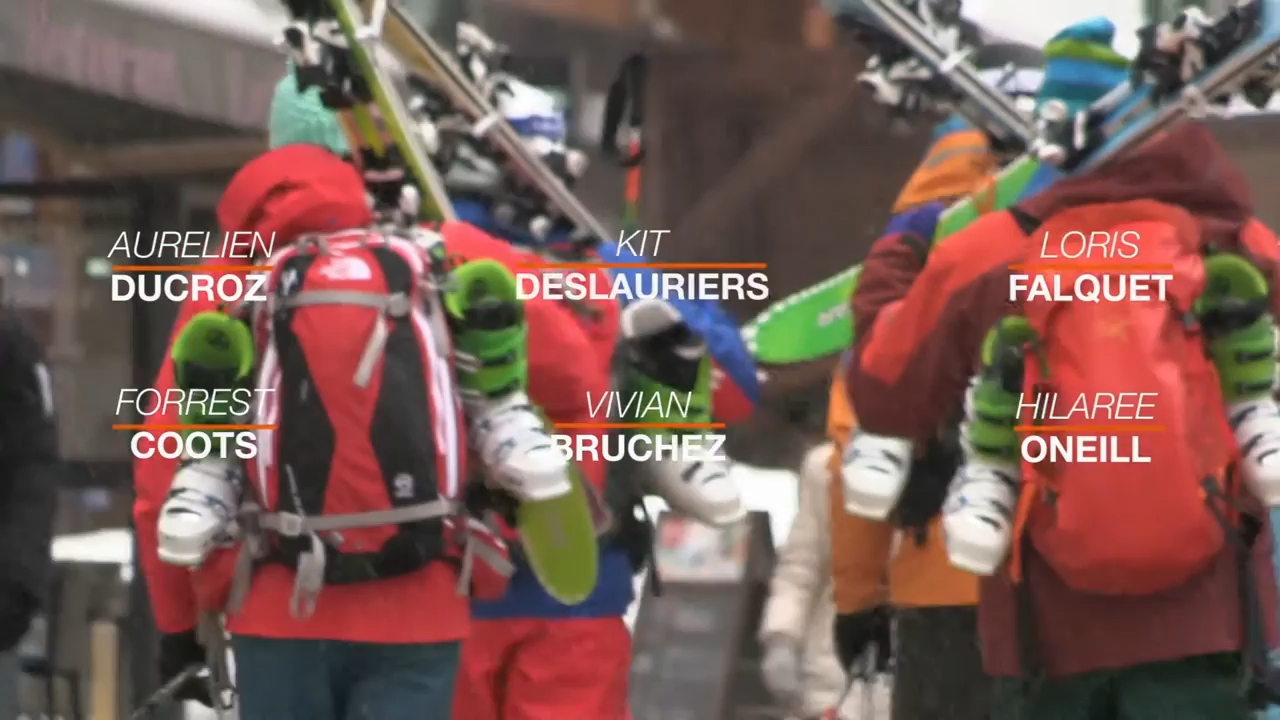 AURELIEN
DUCROZ
KIT
DESLAURIERS
LORIS
FALQUET
FORREST
COOTS
VIVIAN
BRUCHEZ
HILAREE
ONEILL